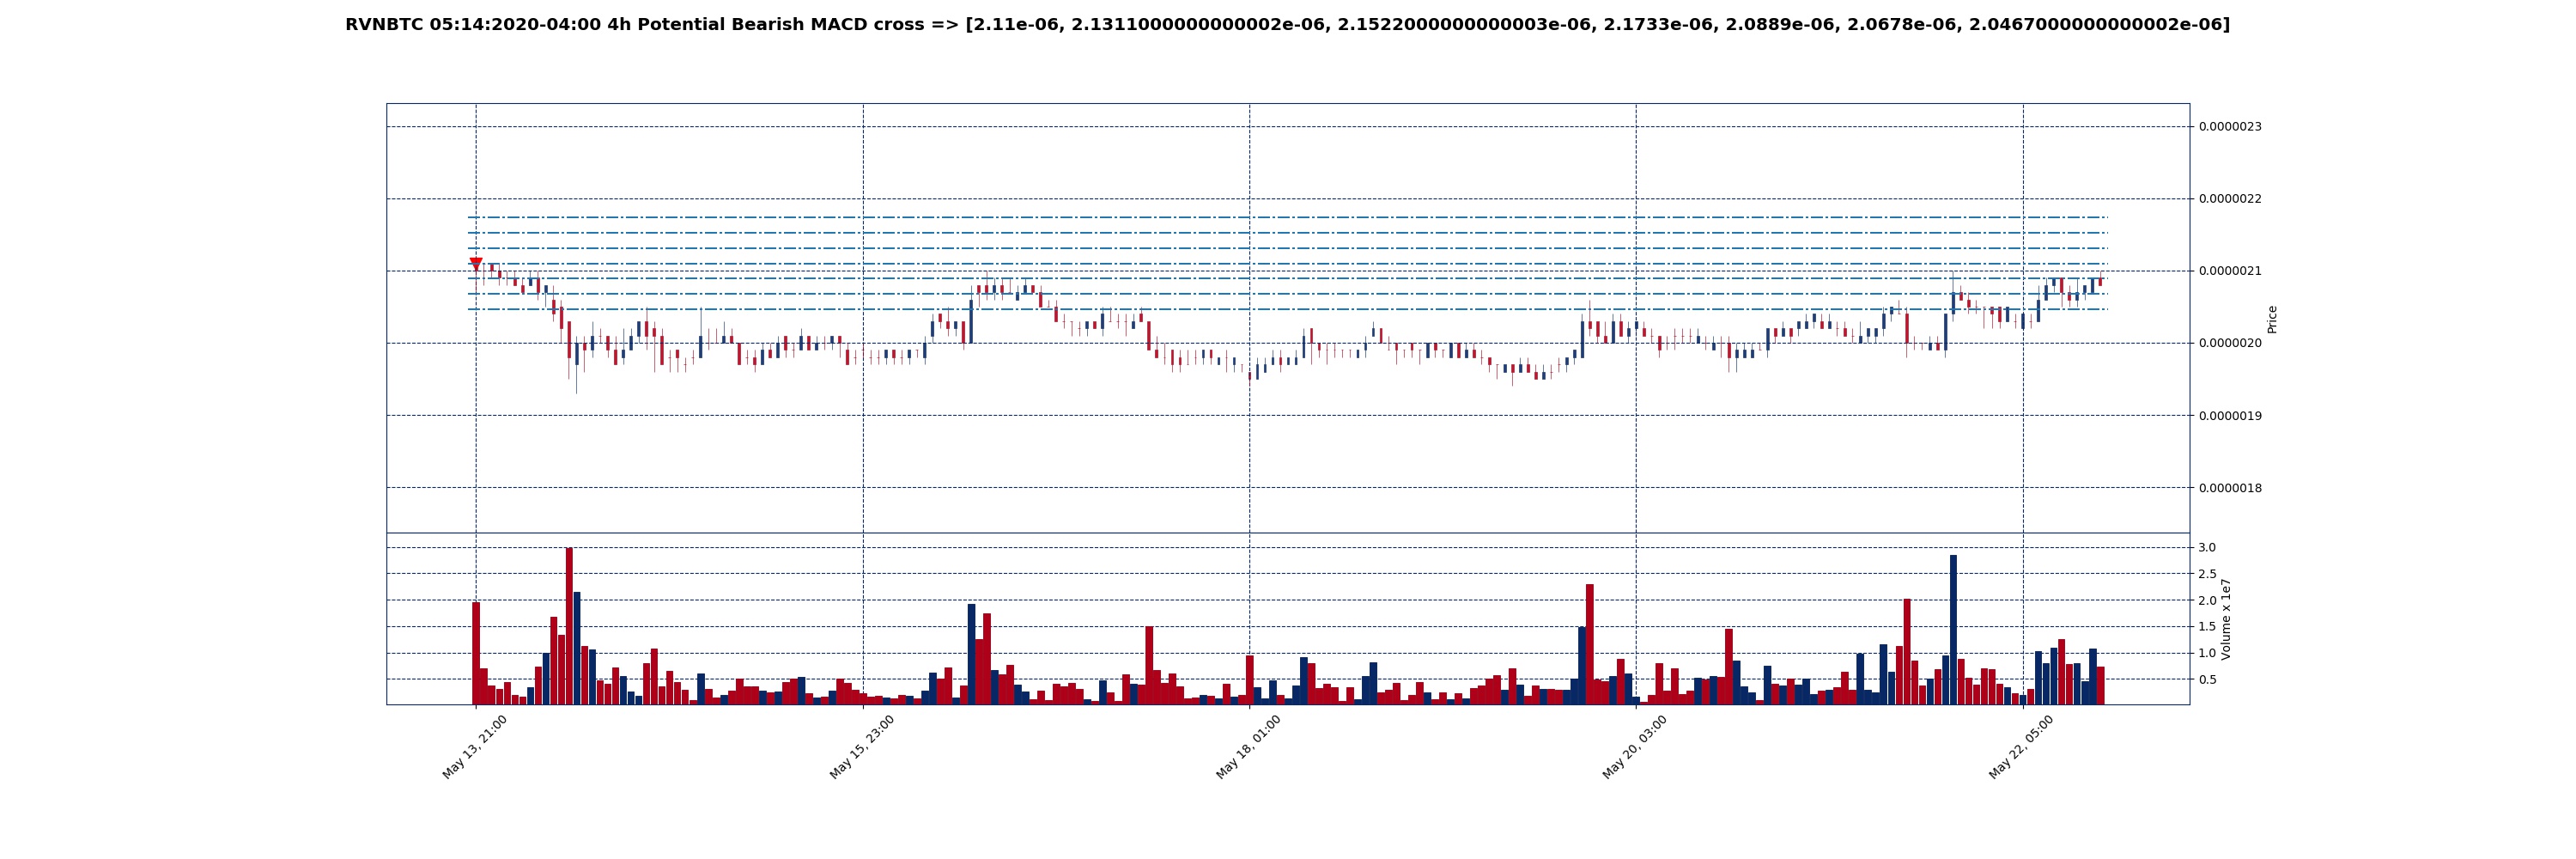 RVNBTC 05:14:2020-04:00 4h Potential Bearish MACD cross => [2.11e-06, 2.1311000000000002e-06, 2.1522000000000003e-06, 2.1733e-06, 2.0889e-06, 2.0678e-06, 2.0467000000000002e-06]
0.0000023
0.0000022
0.0000021
0.0000020
0.0000019
0.0000018
Price
3.0
2.5
2.0
1.5
1.0
0.5
Volume x 1e7
May 13, 21:00
May 15, 23:00
May 18, 01:00
May 20, 03:00
May 22, 05:00